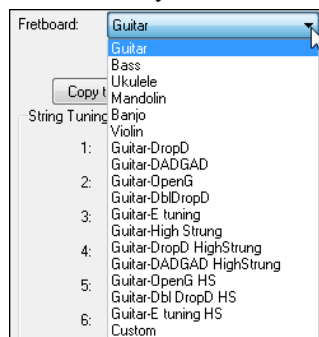 Fretboard: Guitar
Guitar
Bass
Ukulele
Mandolin
Banjo
Violin
Guitar-DropD
Guitar-DADGAD
Guitar-OpenG
Guitar-DblDropD
Guitar-E tuning
Guitar-High Strung
Guitar-DropD HighStrung
Guitar-DADGAD HighStrung
Guitar-OpenG HS
Guitar-Dbl DropD HS
Guitar-E tuning HS
Custom
Copy
String Tuning
1:
2:
3:
4:
5:
6: